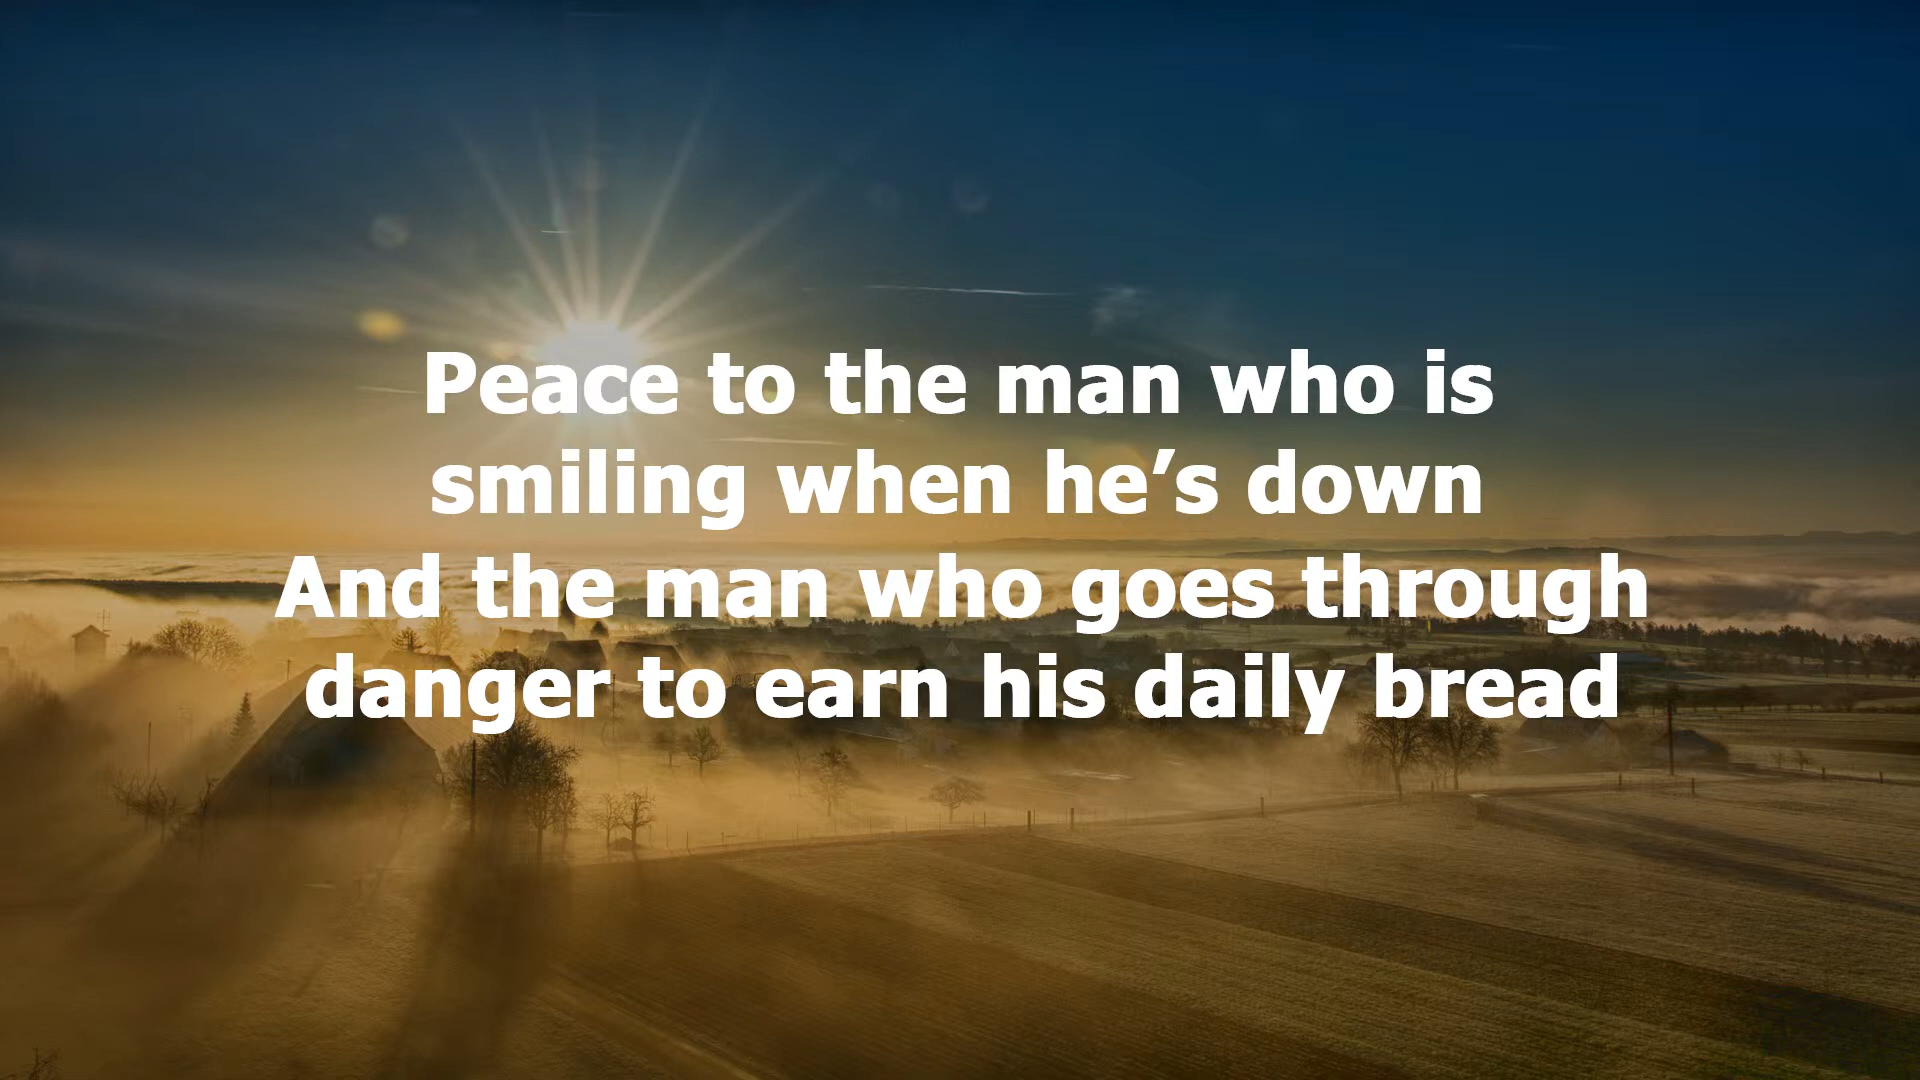 Peace to the man who is
smiling when he’s down
And the man who goes through
danger to earn his daily bread